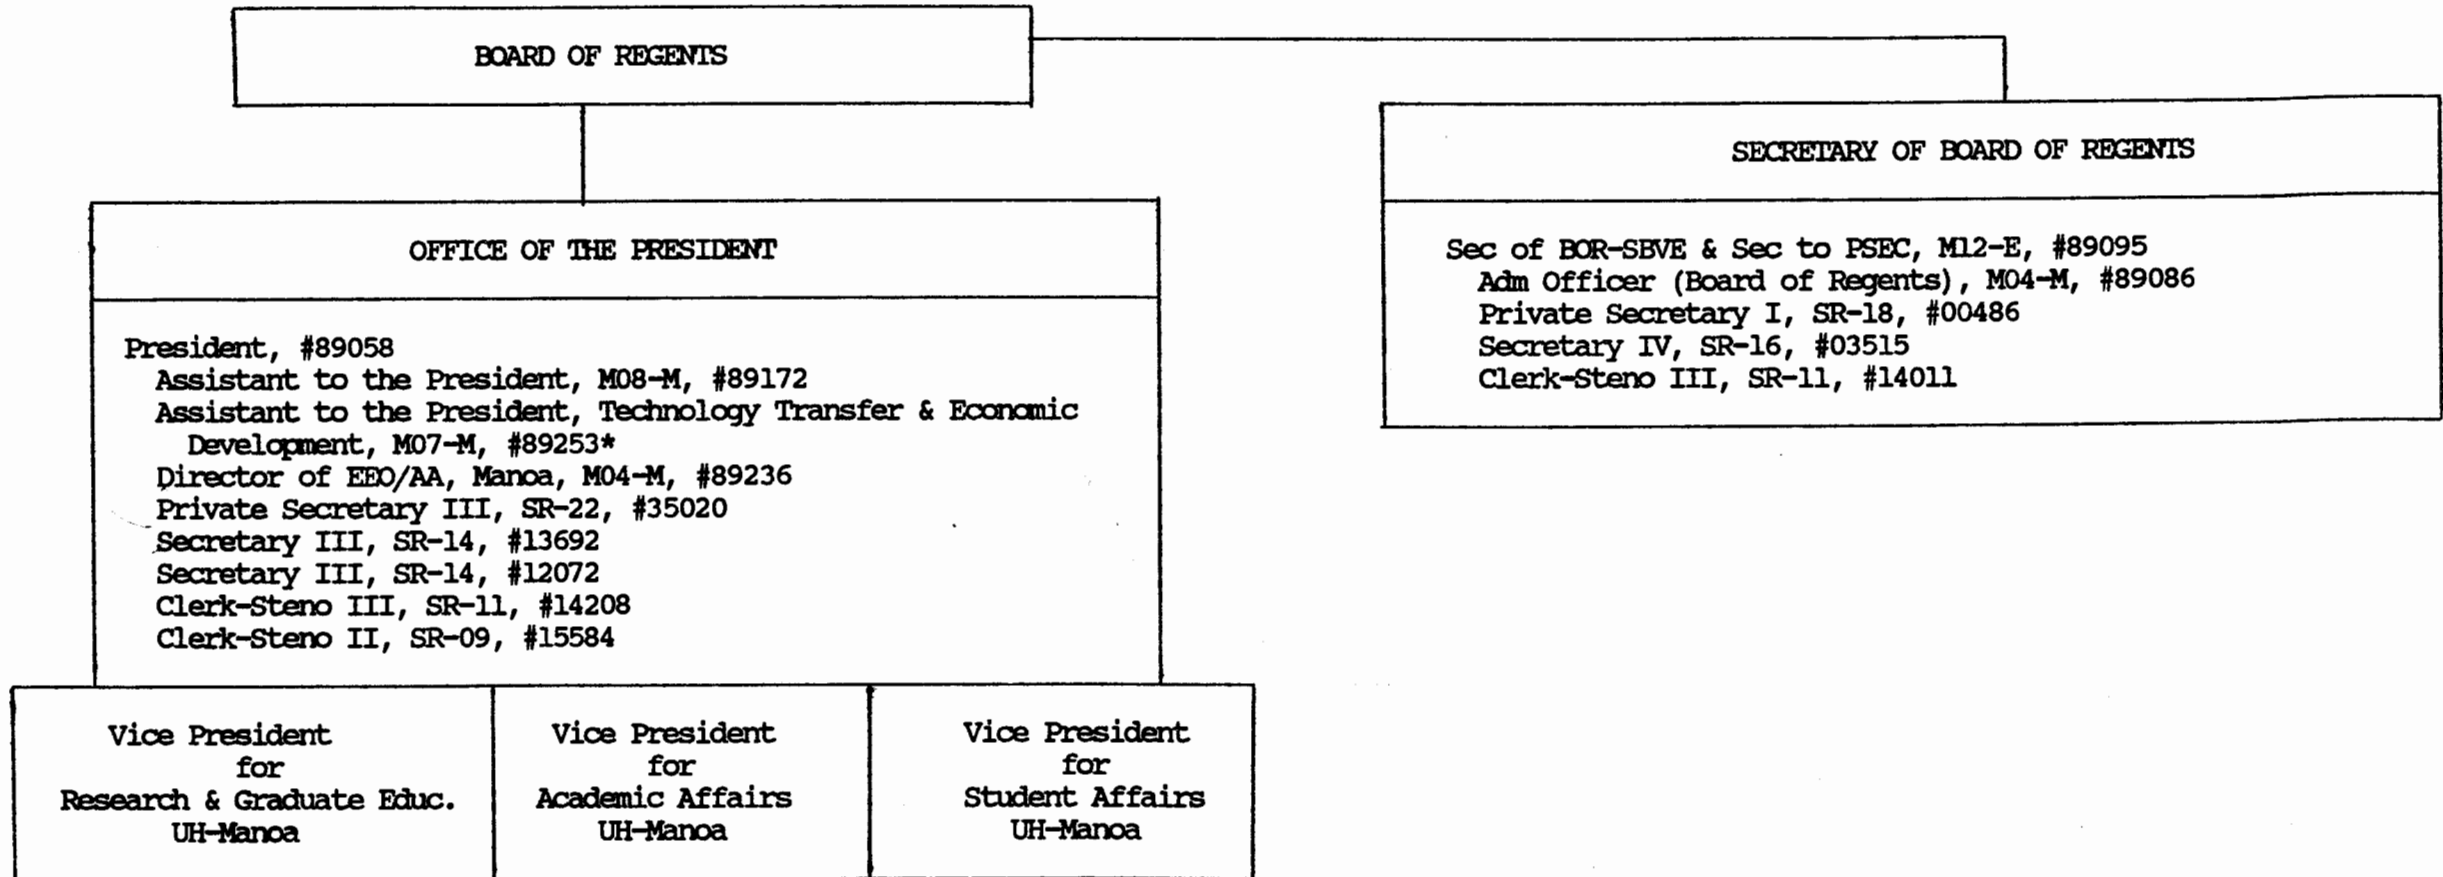 BOARD OF REGENTS
SECRETARY OF BOARD OF REGENTS
Sec of BOR-SBVE & Sec to PSEC, M12-E, #89095
Adm Officer (Board of Regents), M04-M, #89086
Private Secretary I, SR-18, #00486
Secretary IV, SR-16, #03515
Clerk-Steno III, SR-11, #14011
OFFICE OF THE PRESIDENT
President, #89058
Assistant to the President, M08-M, #89172
Assistant to the President, Technology Transfer & Economic
Development, M07-M, #89253*
Director of EEO/AA, Manoa, M04-M, #89236
Private Secretary III, SR-22, #35020
Secretary III, SR-14, #13692
Secretary III, SR-14, #12072
Clerk-Steno III, SR-11, #14208
Clerk-Steno II, SR-09, #15584
Vice President
for
Research & Graduate Educ.
UH-Manoa
Vice President
for
Academic Affairs
UH-Manoa
Vice President
for
Student Affairs
UH-Manoa